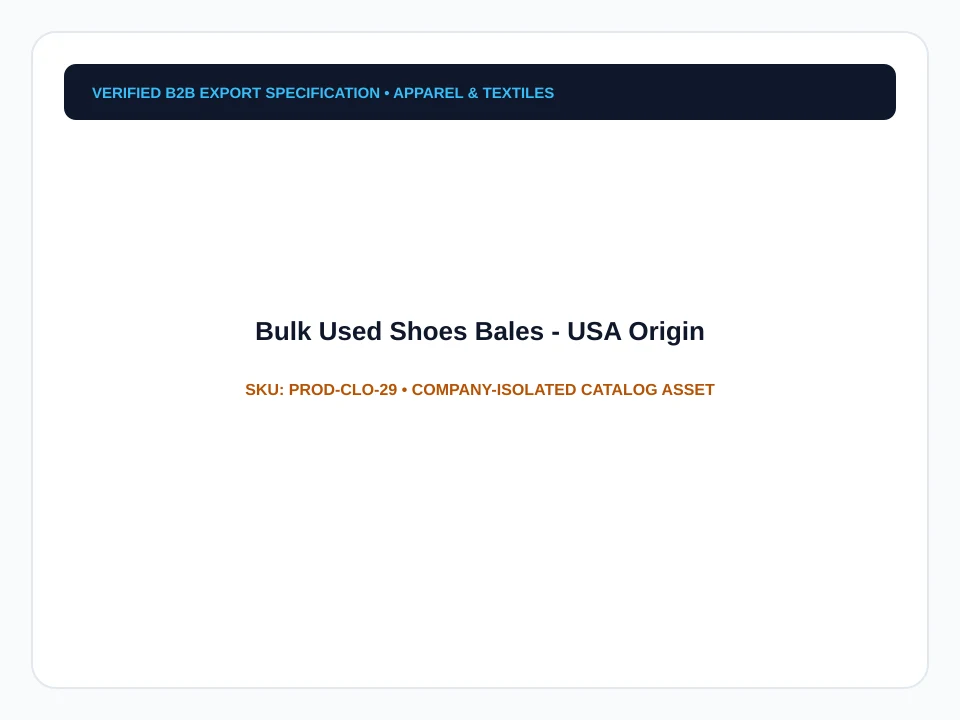 VERIFIED B2B EXPORT SPECIFICATION • APPAREL & TEXTILES
Bulk Used Shoes Bales - USA Origin
SKU: PROD-CLO-29 • COMPANY-ISOLATED CATALOG ASSET